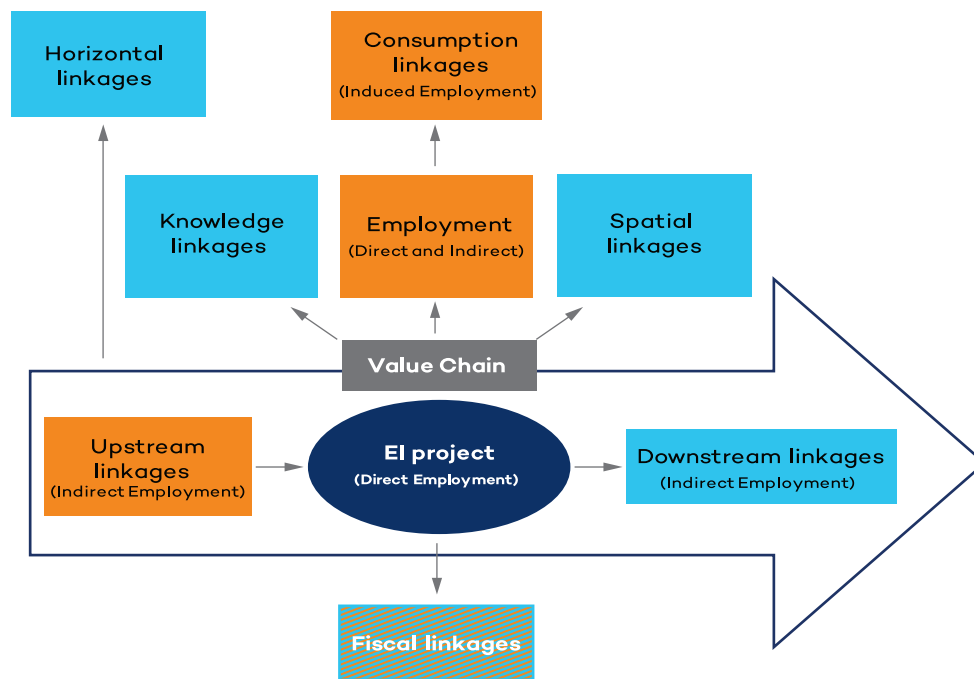 Horizontal
linkages
Consumption
linkages
(Induced Employment)
Knowledge
linkages
Employment
(Direct and Indirect)
Spatial
linkages
Value Chain
Upstream
linkages
(Indirect Employment)
EI project
(Direct Employment)
Downstream linkages
(Indirect Employment)
Fiscal linkages